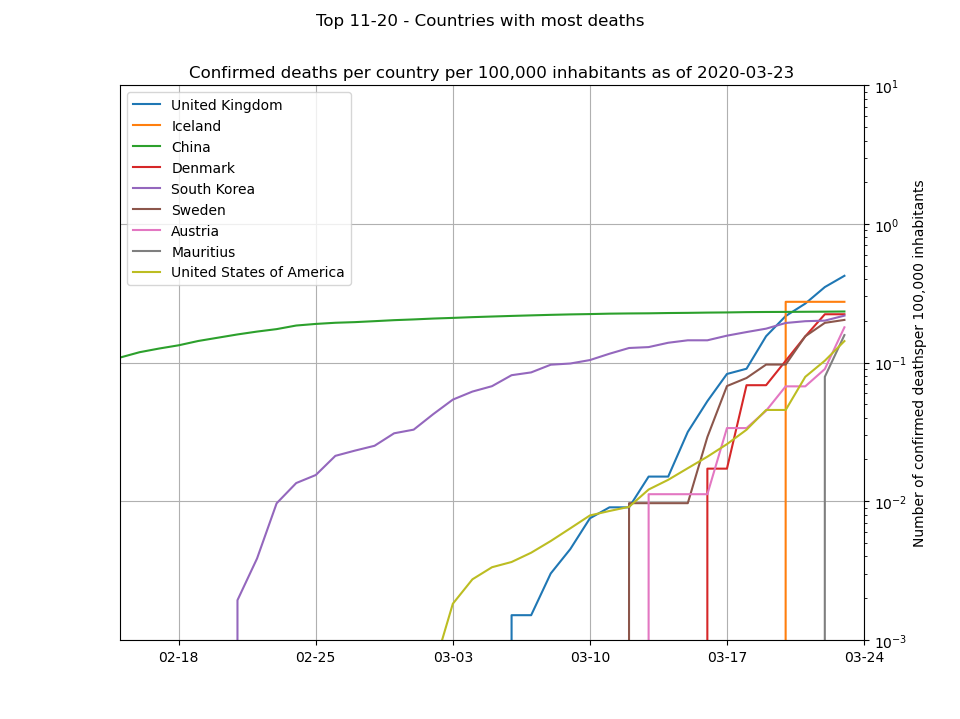 Top 11-20 - Countries with most deaths
Confirmed deaths per country per 100,000 inhabitants as of 2020-03-23
United Kingdom
Iceland
China
Denmark
South Korea
Sweden
Austria
Mauritius
United States of America
10¹
10⁰
10⁻¹
10⁻²
10⁻³
Number of confirmed deathsper 100,000 inhabitants
02-18
02-25
03-03
03-10
03-17
03-24